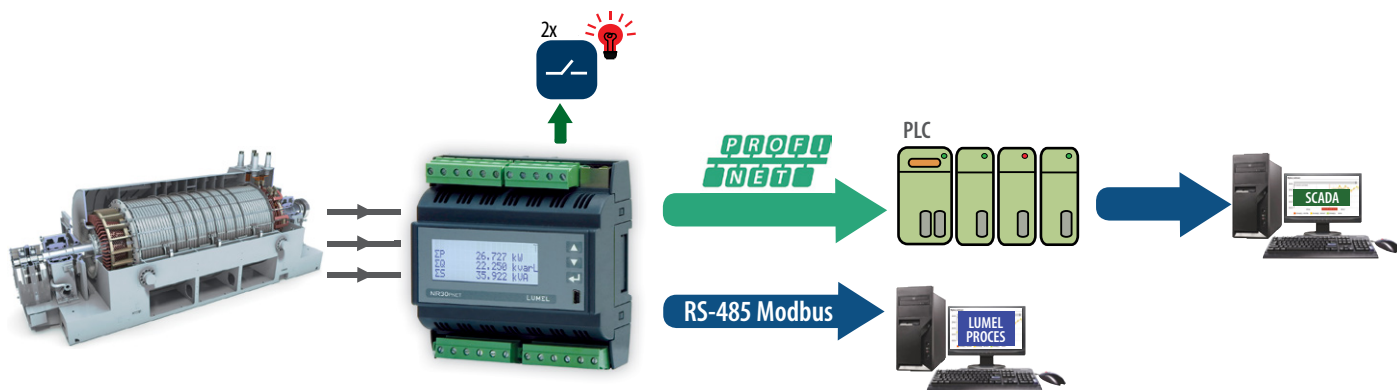 2x
PROFI
NET
PLC
SCADA
ΣP 26.727 kW
ΣQ 22.250 kvarL
ΣS 35.922 kVA
LUMEL
RS-485 Modbus
LUMEL
PROCES